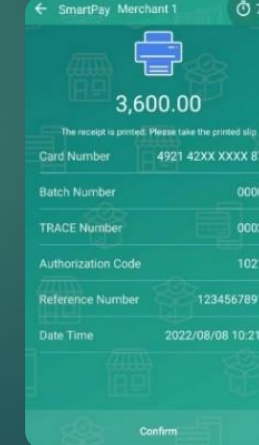 SmartPay Merchant 1
3,600.00
The receipt is printed. Please take the printed slip
Card Number 4921 42XX XXXX 8
Batch Number 000
TRACE Number 000
Authorization Code 102
Reference Number 123456789
Date Time 2022/08/08 10:21
Confirm